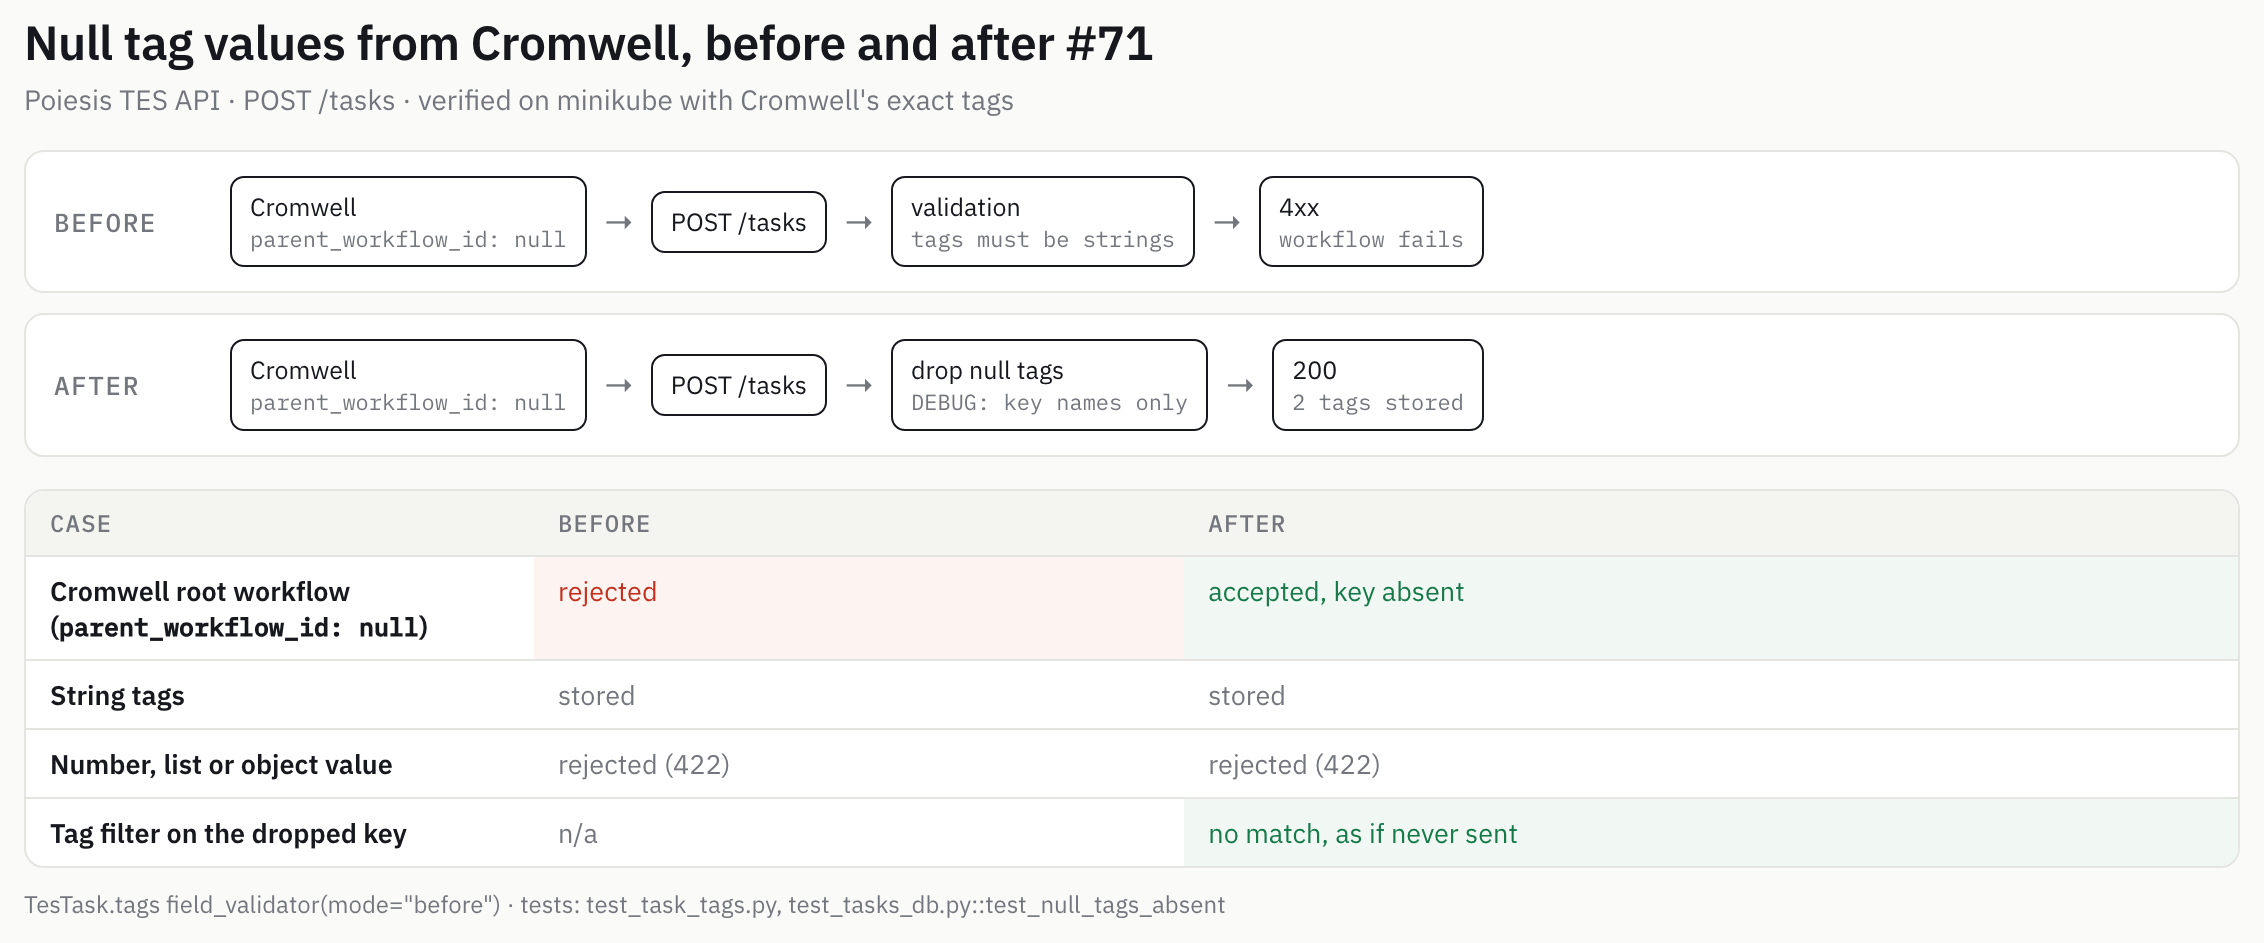 Null tag values from Cromwell, before and after #71
Poiesis TES API · POST /tasks · verified on minikube with Cromwell's exact tags
BEFORE
Cromwell
parent_workflow_id: null
→
POST /tasks
→
validation
tags must be strings
→
4xx
workflow fails
AFTER
Cromwell
parent_workflow_id: null
→
POST /tasks
→
drop null tags
DEBUG: key names only
→
200
2 tags stored
CASE BEFORE AFTER
Cromwell root workflow rejected accepted, key absent
(parent_workflow_id: null)
String tags stored stored
Number, list or object value rejected (422) rejected (422)
Tag filter on the dropped key n/a no match, as if never sent
TesTask.tags field_validator(mode="before") · tests: test_task_tags.py, test_tasks_db.py::test_null_tags_absent